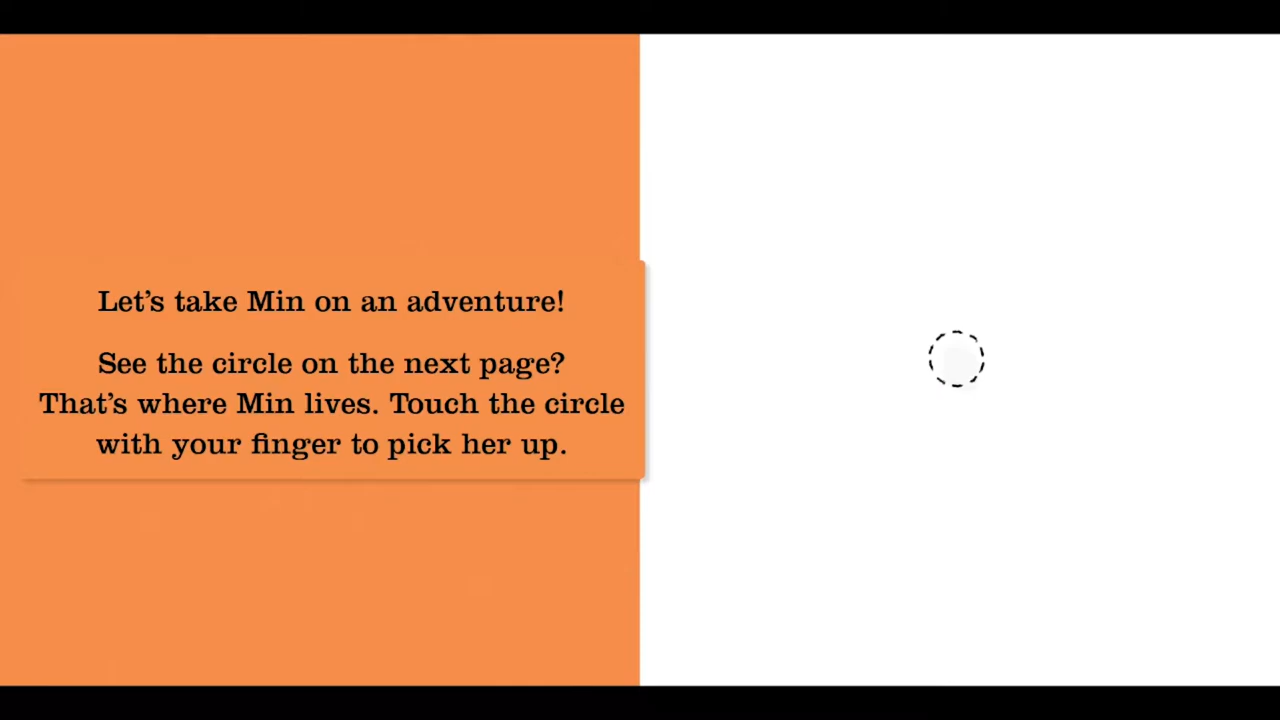 Let’s take Min on an adventure!
See the circle on the next page?
That’s where Min lives. Touch the circle
with your finger to pick her up.